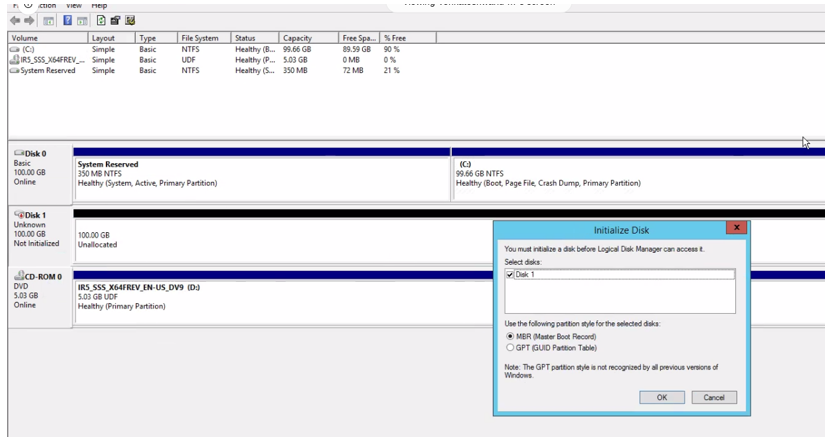 View Help
Volume Layout Type File System Status Capacity Free Spa... % Free
(C:) Simple Basic NTFS Healthy (B... 99.66 GB 89.59 GB 90 %
IR5_SSS_X64FREV_... Simple Basic UDF Healthy (P... 5.03 GB 0 MB 0 %
System Reserved Simple Basic NTFS Healthy (S... 350 MB 72 MB 21 %
Disk 0
Basic
100.00 GB
Online
System Reserved
350 MB NTFS
Healthy (System, Active, Primary Partition)
(C:)
99.66 GB NTFS
Healthy (Boot, Page File, Crash Dump, Primary Partition)
Disk 1
Unknown
100.00 GB
Not Initialized
100.00 GB
Unallocated
CD-ROM 0
DVD
5.03 GB
Online
IR5_SSS_X64FREV_EN-US_DV9 (D:)
5.03 GB UDF
Healthy (Primary Partition)
Initialize Disk
x
You must initialize a disk before Logical Disk Manager can access it.
Select disks:
Disk 1
Use the following partition style for the selected disks:
MBR (Master Boot Record)
GPT (GUID Partition Table)
Note: The GPT partition style is not recognized by all previous versions of
Windows.
OK Cancel